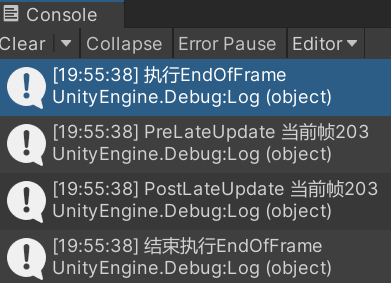 Console
Clear Collapse Error Pause Editor
[19:55:38] 执行EndOfFrame
UnityEngine.Debug:Log (object)
[19:55:38] PreLateUpdate 当前帧203
UnityEngine.Debug:Log (object)
[19:55:38] PostLateUpdate 当前帧203
UnityEngine.Debug:Log (object)
[19:55:38] 结束执行EndOfFrame
UnityEngine.Debug:Log (object)